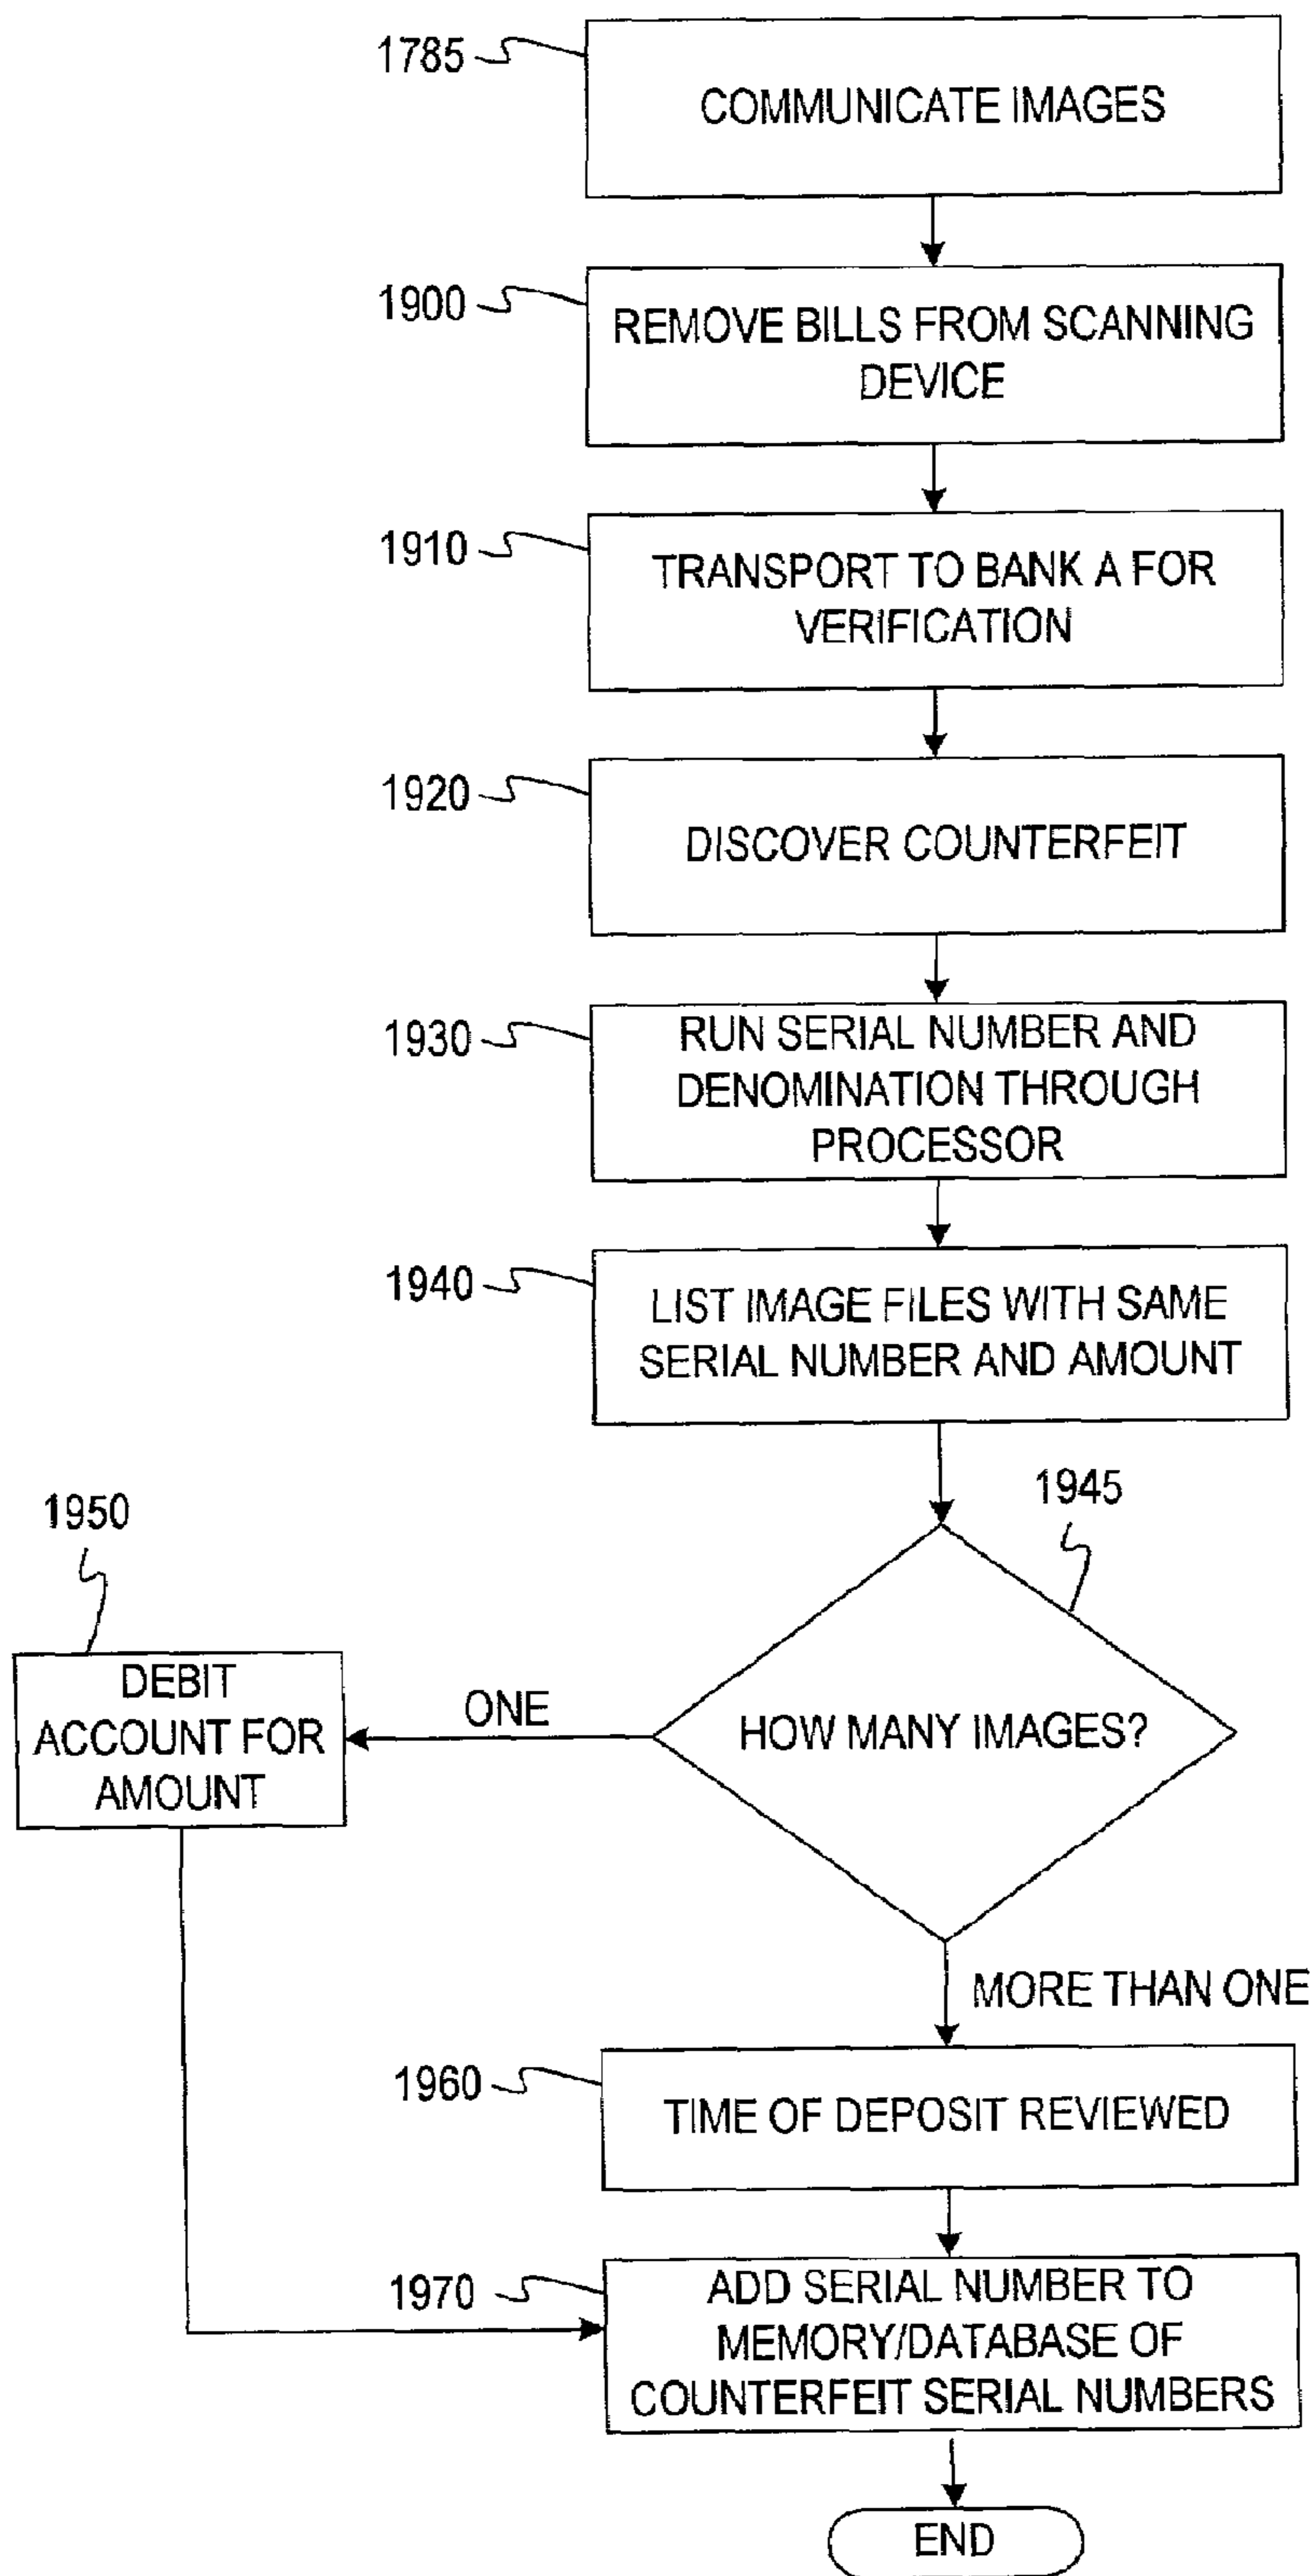 1785
COMMUNICATE IMAGES
1900
REMOVE BILLS FROM SCANNING
DEVICE
1910
TRANSPORT TO BANK A FOR
VERIFICATION
1920
DISCOVER COUNTERFEIT
1930
RUN SERIAL NUMBER AND
DENOMINATION THROUGH
PROCESSOR
1940
LIST IMAGE FILES WITH SAME
SERIAL NUMBER AND AMOUNT
1945
HOW MANY IMAGES?
ONE
1950
DEBIT
ACCOUNT FOR
AMOUNT
MORE THAN ONE
1960
TIME OF DEPOSIT REVIEWED
1970
ADD SERIAL NUMBER TO
MEMORY/DATABASE OF
COUNTERFEIT SERIAL NUMBERS
END